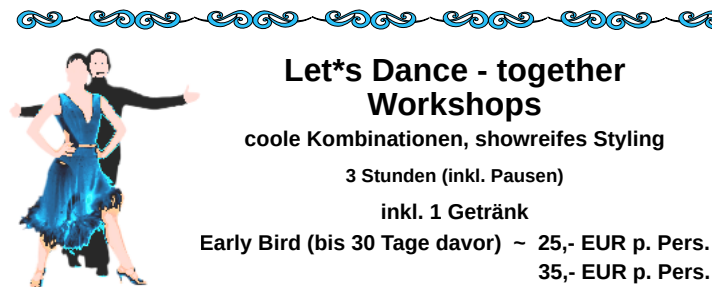 Let*s Dance - together
Workshops
coole Kombinationen, showreifes Styling
3 Stunden (inkl. Pausen)
inkl. 1 Getränk
Early Bird (bis 30 Tage davor) ~ 25,- EUR p. Pers.
35,- EUR p. Pers.